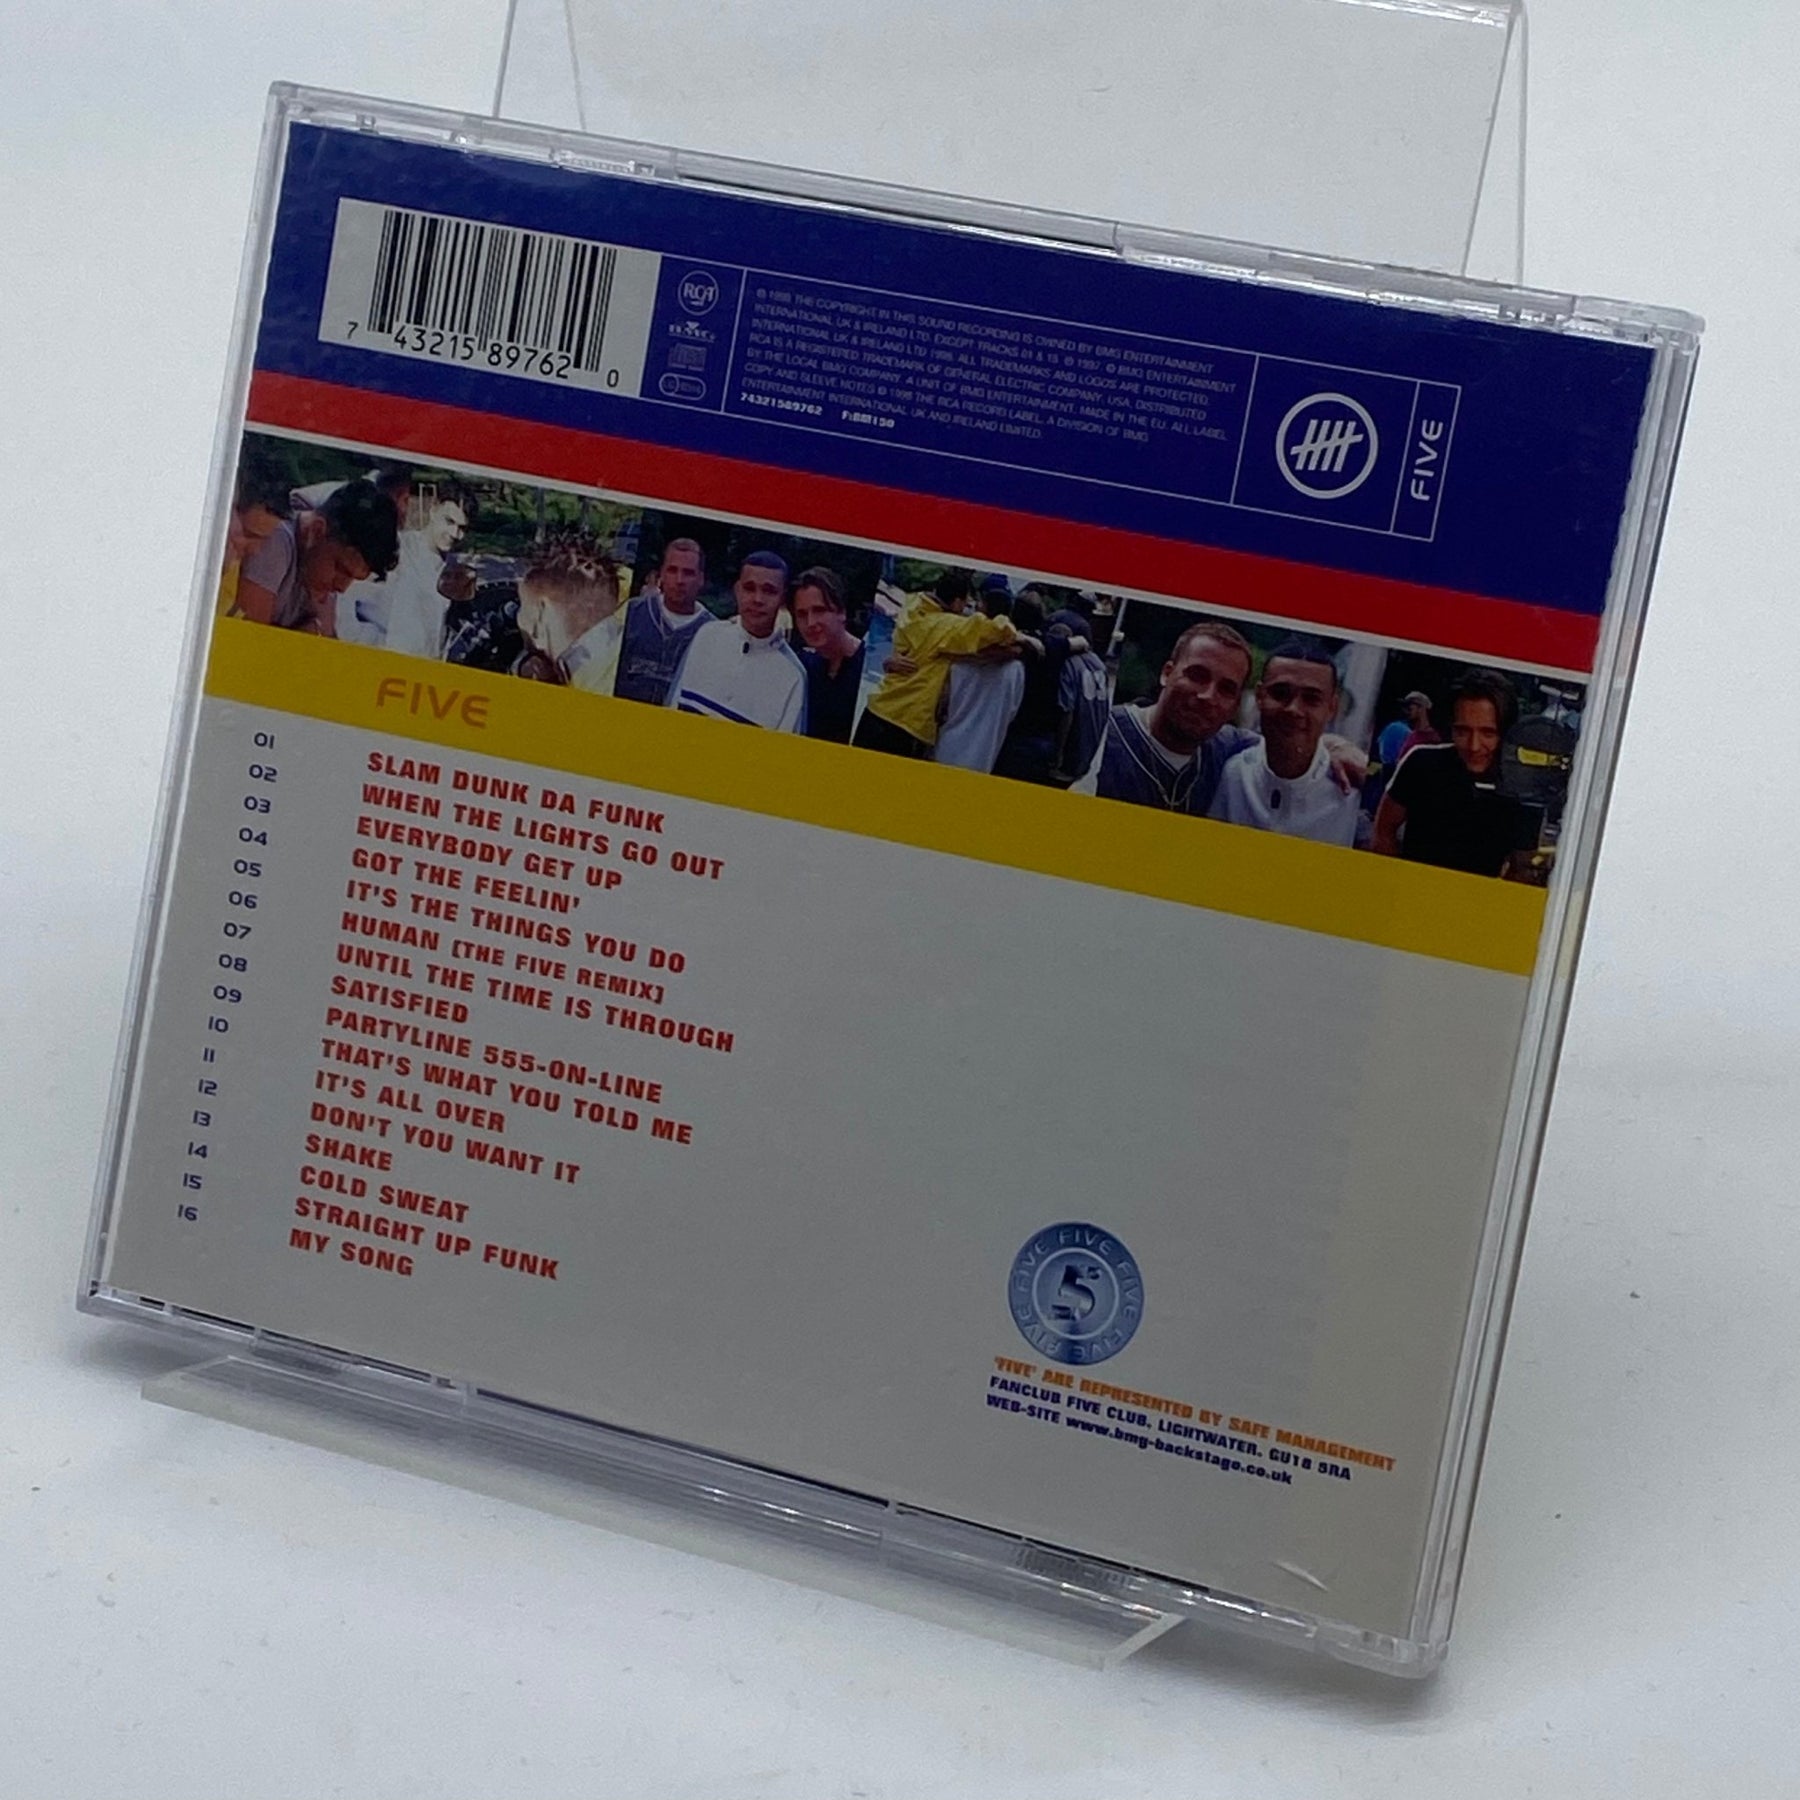 7 43215 89762 0
RCA
BMG
℗ 1998 THE COPYRIGHT IN THIS SOUND RECORDING IS OWNED BY BMG ENTERTAINMENT
INTERNATIONAL UK & IRELAND LTD. EXCEPT TRACKS 01 & 15 ℗ 1997. © BMG ENTERTAINMENT
INTERNATIONAL UK & IRELAND LTD 1998. ALL TRADEMARKS AND LOGOS ARE PROTECTED.
RCA IS A REGISTERED TRADEMARK OF GENERAL ELECTRIC COMPANY, USA. DISTRIBUTED
BY THE LOCAL BMG COMPANY. A UNIT OF BMG ENTERTAINMENT. MADE IN THE EU. ALL LABEL
COPY AND SLEEVE NOTES © 1998 THE RCA RECORD LABEL, A DIVISION OF BMG
ENTERTAINMENT INTERNATIONAL UK AND IRELAND LIMITED.
74321589762
FIVE
FIVE
01 SLAM DUNK DA FUNK
02 WHEN THE LIGHTS GO OUT
03 EVERYBODY GET UP
04 GOT THE FEELIN'
05 IT'S THE THINGS YOU DO
06 HUMAN [THE FIVE REMIX]
07 UNTIL THE TIME IS THROUGH
08 SATISFIED
09 PARTYLINE 555-ON-LINE
10 THAT'S WHAT YOU TOLD ME
11 IT'S ALL OVER
12 DON'T YOU WANT IT
13 SHAKE
14 COLD SWEAT
15 STRAIGHT UP FUNK
16 MY SONG
FIVE FIVE FIVE FIVE FIVE
5
'FIVE' ARE REPRESENTED BY SAFE MANAGEMENT
FANCLUB FIVE CLUB, LIGHTWATER, GU18 5RA
WEB-SITE www.bmg-backstage.co.uk